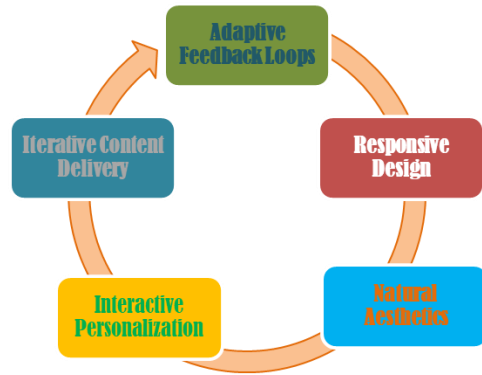 Adaptive
Feedback Loops
Responsive
Design
Natural
Aesthetics
Interactive
Personalization
Iterative Content
Delivery